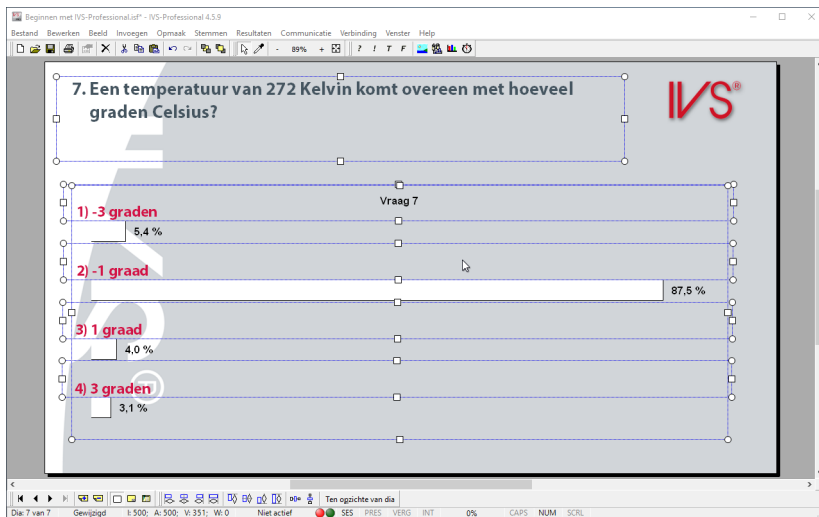 Beginnen met IVS-Professional.isf* - IVS-Professional 4.5.9
Bestand Bewerken Beeld Invoegen Opmaak Stemmen Resultaten Communicatie Verbinding Venster Help
- 89% + ? ! T F
7. Een temperatuur van 272 Kelvin komt overeen met hoeveel
graden Celsius?
IVS®
Vraag 7
1) -3 graden
5,4 %
2) -1 graad
87,5 %
3) 1 graad
4,0 %
4) 3 graden
3,1 %
Ten opzichte van dia
Dia: 7 van 7 Gewijzigd I: 500; A: 500; V: 351; W: 0 Niet actief SES PRES VERG INT 0% CAPS NUM SCRL